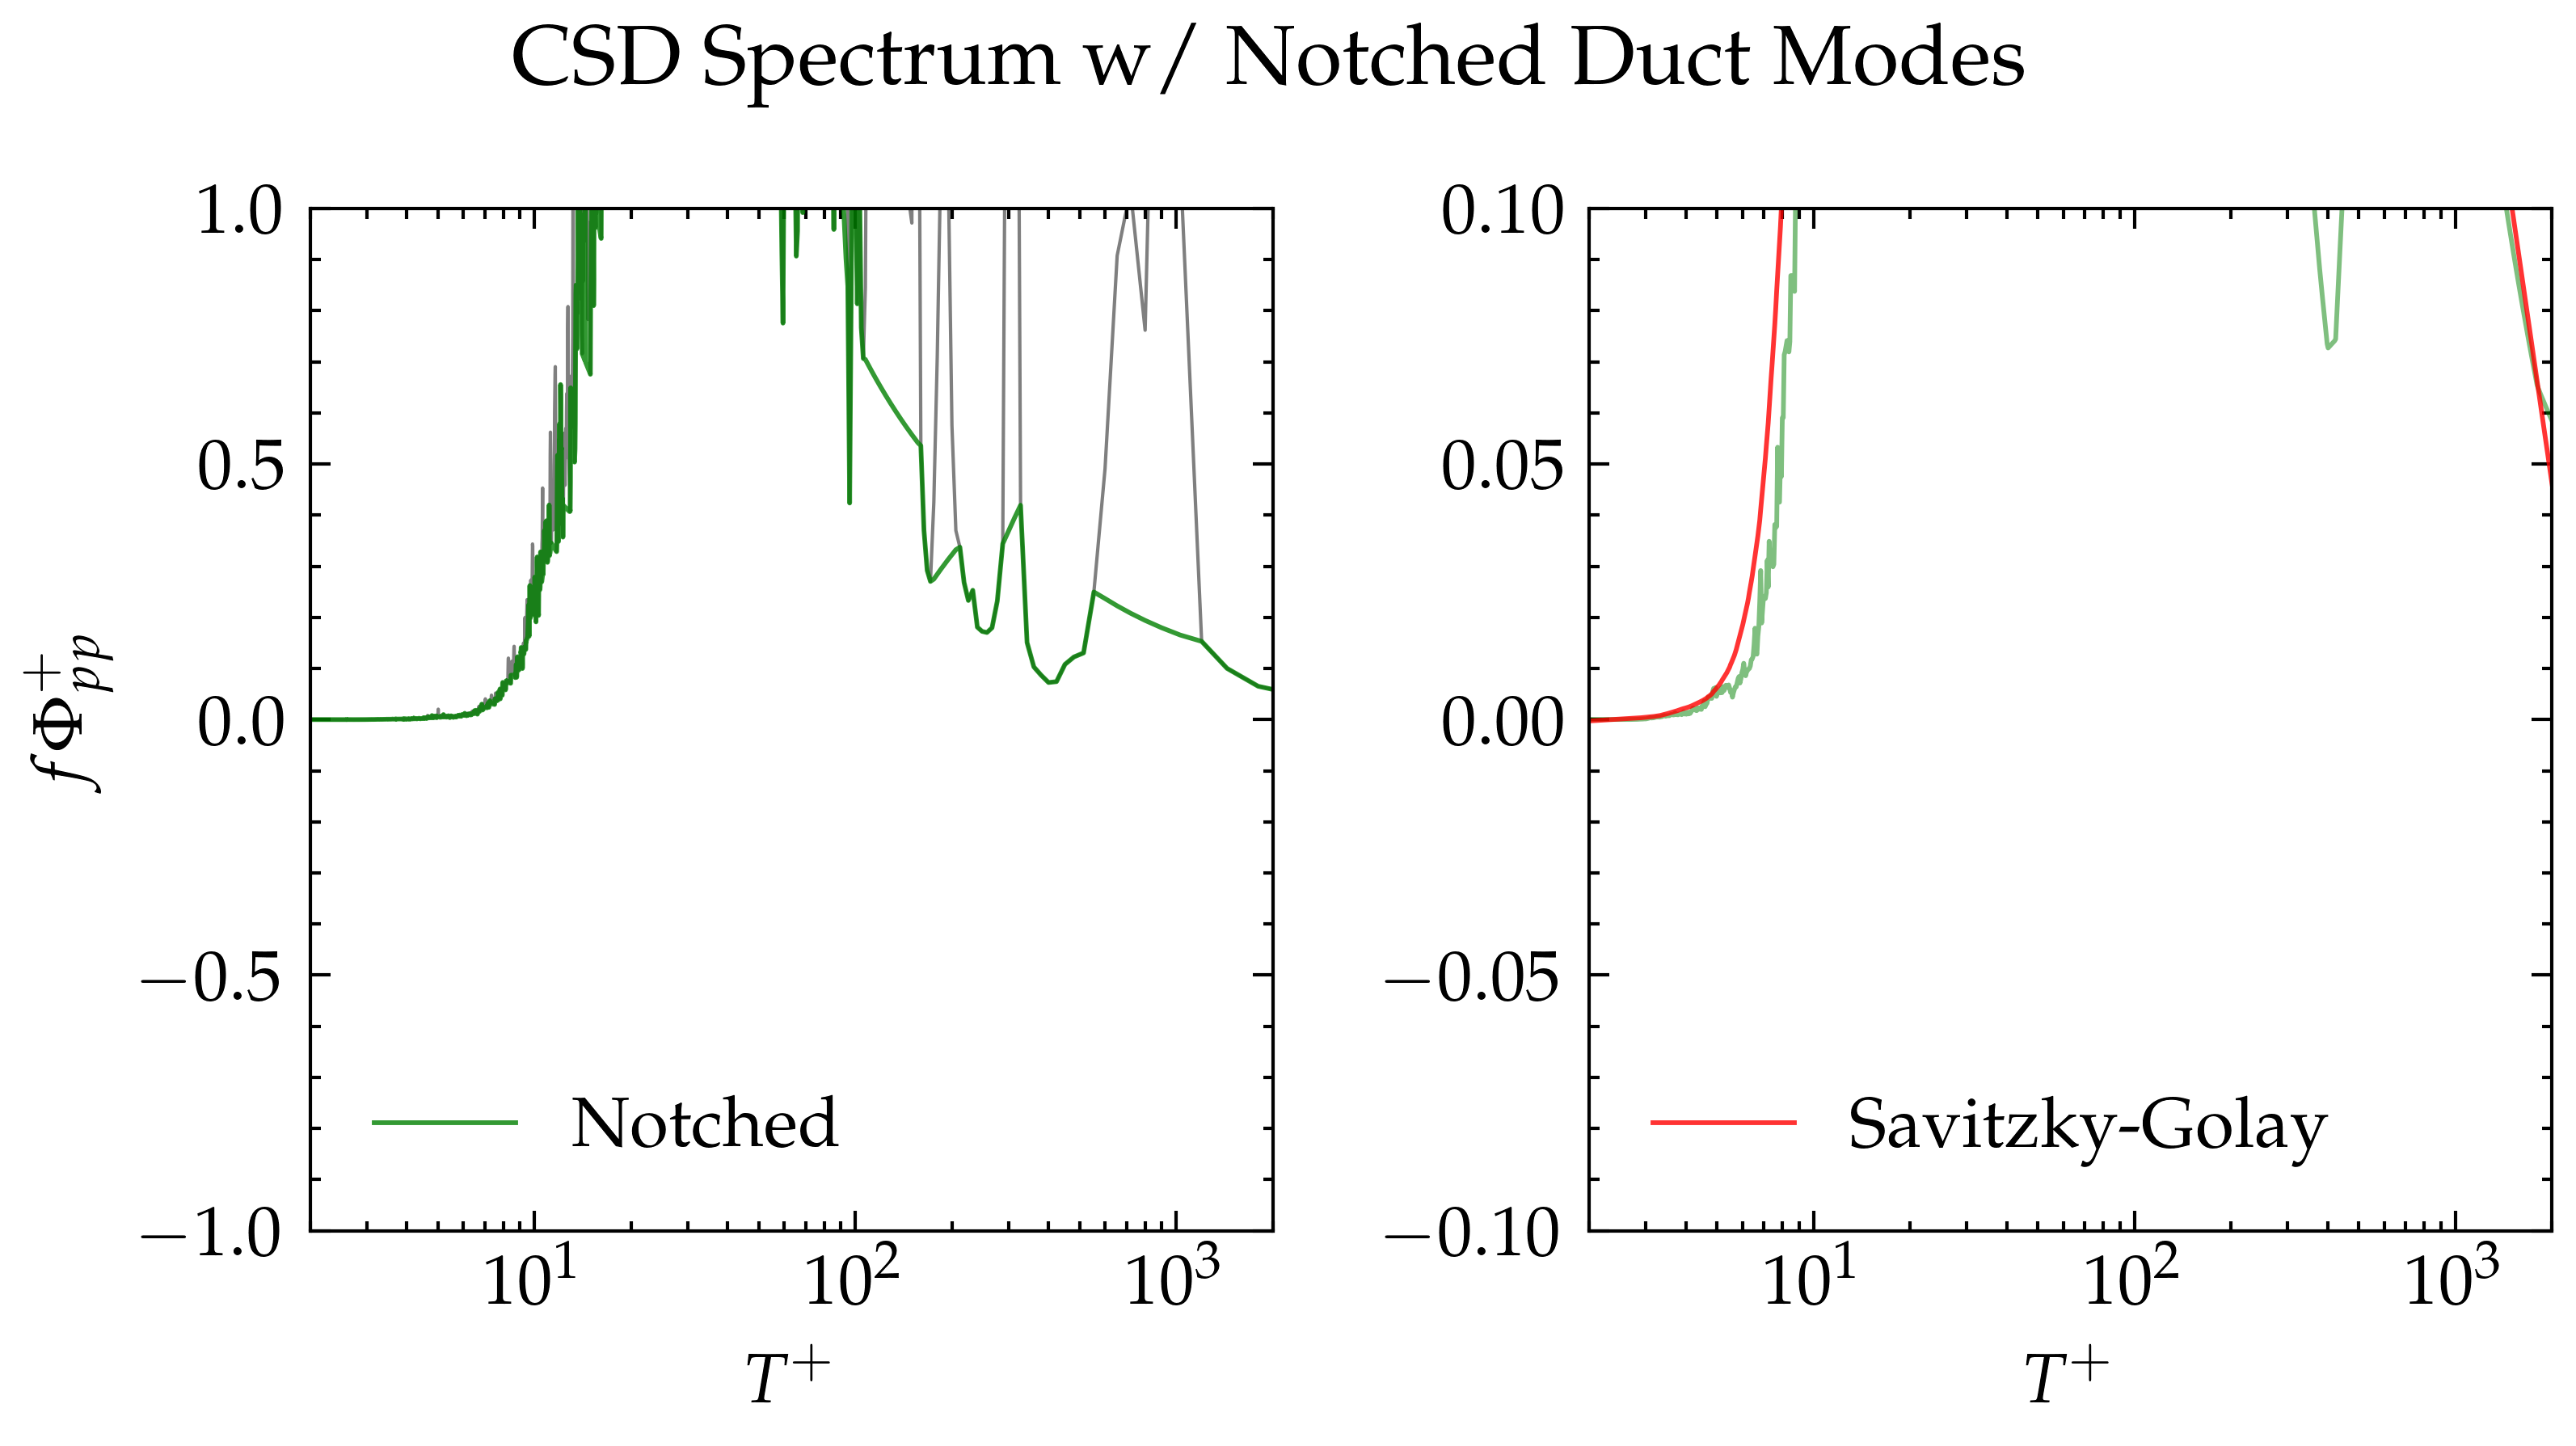 CSD Spectrum w/ Notched Duct Modes
fΦ⁺pp
1.0
0.5
0.0
−0.5
−1.0
Notched
10¹ 10² 10³
T⁺
0.10
0.05
0.00
−0.05
−0.10
Savitzky-Golay
10¹ 10² 10³
T⁺